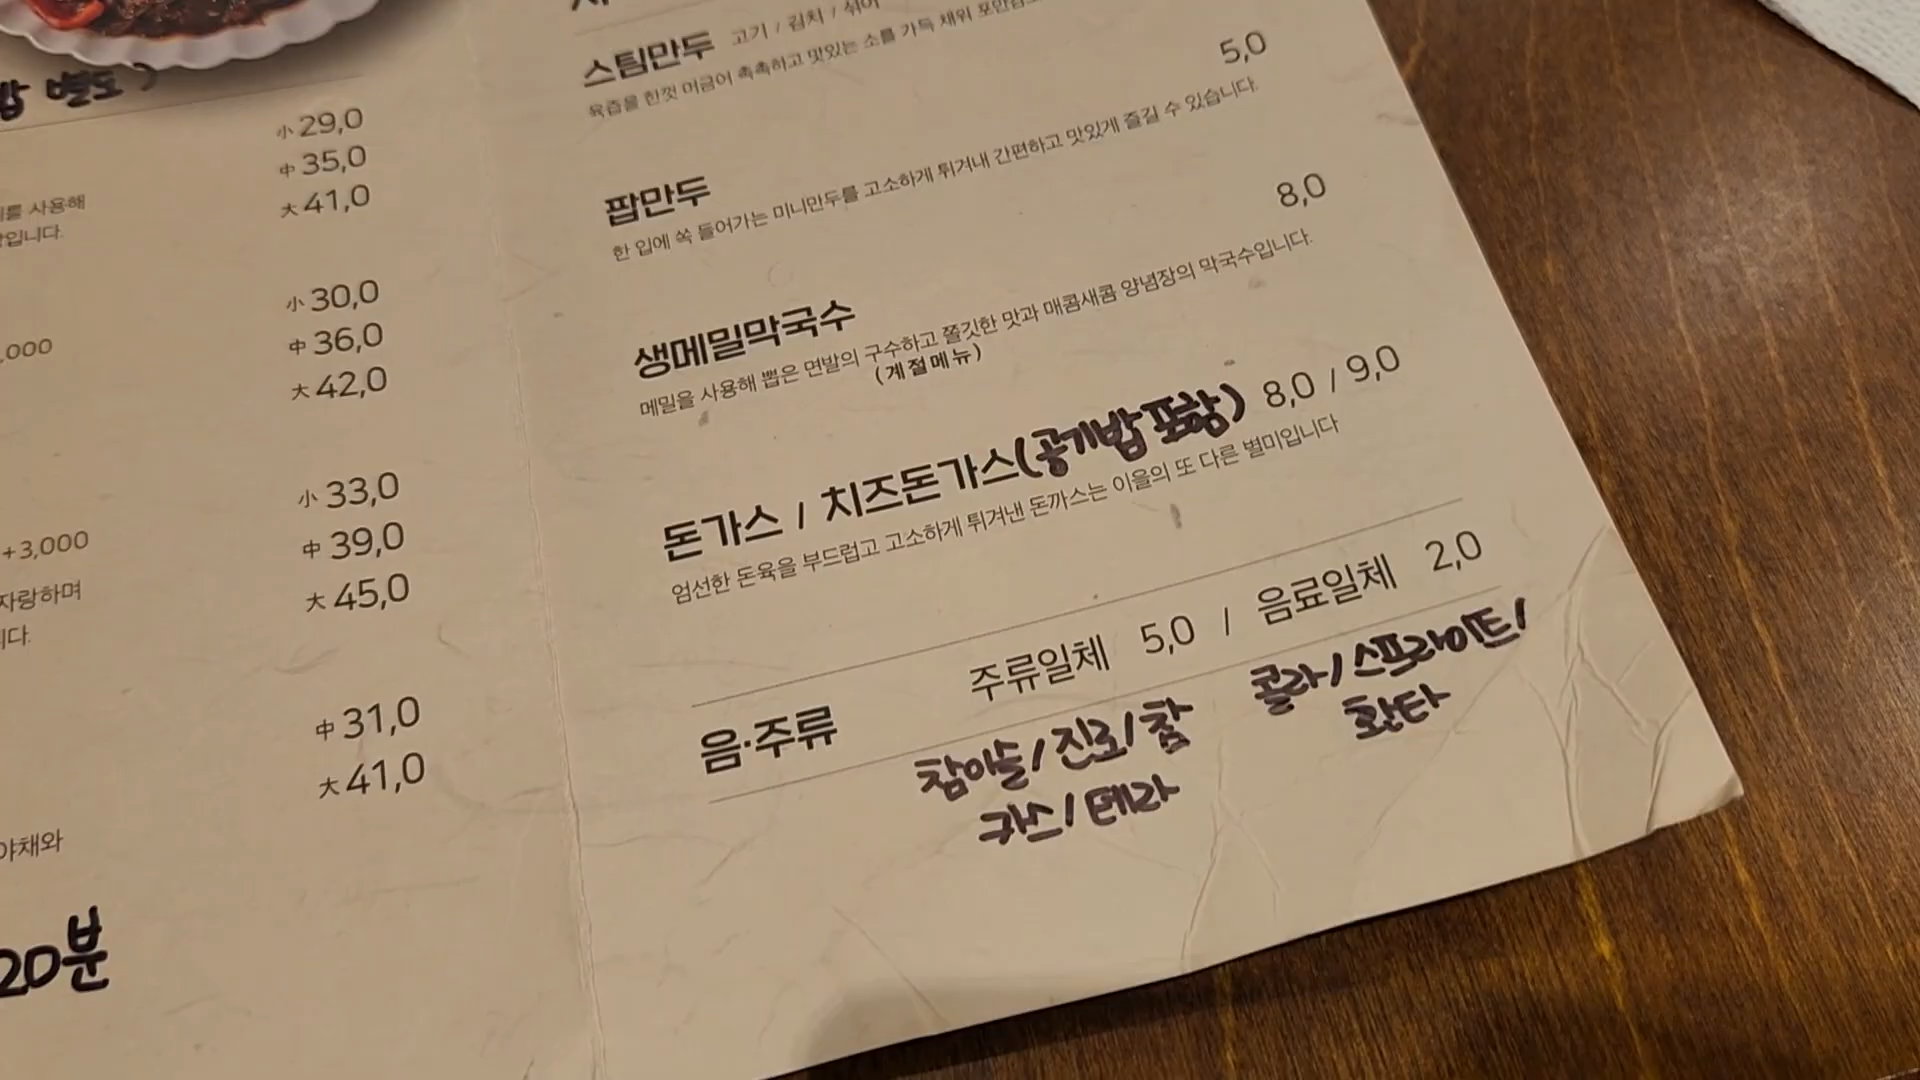 밥 별도)
小 29,0
中 35,0
大 41,0
를 사용해
입니다.
小 30,0
,000
中 36,0
大 42,0
小 33,0
+3,000
中 39,0
자랑하며
大 45,0
니다.
中 31,0
大 41,0
야채와
20분
스팀만두 고기 / 김치 / 섞어
육즙을 한껏 머금어 촉촉하고 맛있는 소를 가득 채워
팝만두 5,0
한 입에 쏙 들어가는 미니만두를 고소하게 튀겨내 간편하고 맛있게 즐길 수 있습니다.
생메밀막국수 8,0
메밀을 사용해 뽑은 면발의 구수하고 쫄깃한 맛과 매콤새콤 양념장의 막국수입니다.
(계절메뉴)
돈가스 / 치즈돈가스(공기밥 포함) 8,0 / 9,0
엄선한 돈육을 부드럽고 고소하게 튀겨낸 돈까스는 이을의 또 다른 별미입니다
음·주류 주류일체 5,0 / 음료일체 2,0
참이슬/진로/참
카스/테라
콜라/스프라이트/
환타